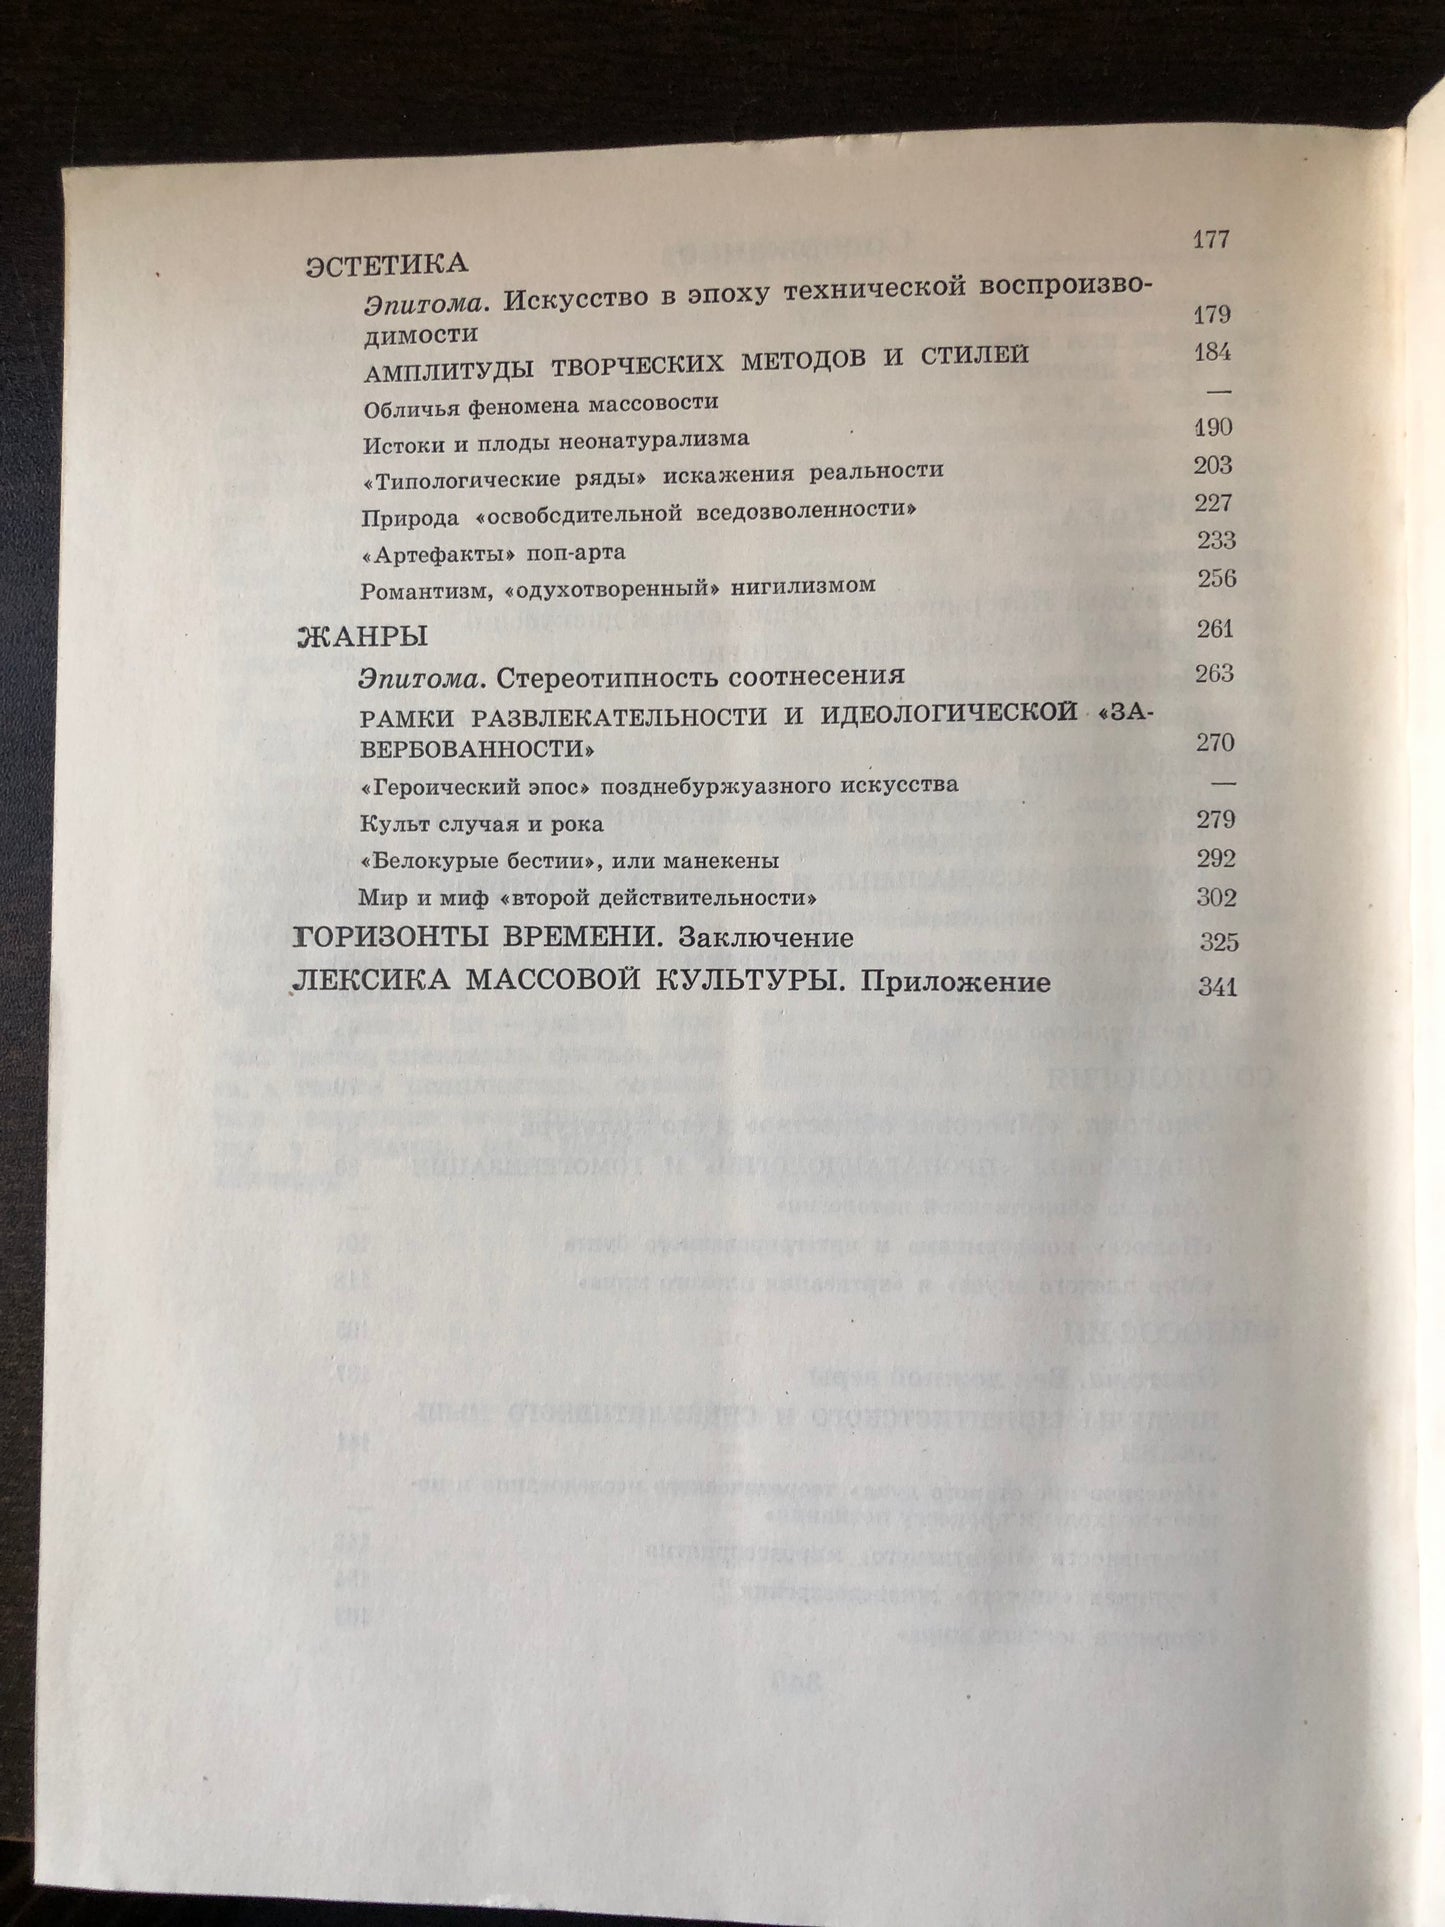 ЭСТЕТИКА 177
Эпитома. Искусство в эпоху технической воспроизво-
димости 179
АМПЛИТУДЫ ТВОРЧЕСКИХ МЕТОДОВ И СТИЛЕЙ 184
Обличья феномена массовости —
Истоки и плоды неонатурализма 190
«Типологические ряды» искажения реальности 203
Природа «освобсдительной вседозволенности» 227
«Артефакты» поп-арта 233
Романтизм, «одухотворенный» нигилизмом 256
ЖАНРЫ 261
Эпитома. Стереотипность соотнесения 263
РАМКИ РАЗВЛЕКАТЕЛЬНОСТИ И ИДЕОЛОГИЧЕСКОЙ «ЗА-
ВЕРБОВАННОСТИ» 270
«Героический эпос» позднебуржуазного искусства —
Культ случая и рока 279
«Белокурые бестии», или манекены 292
Мир и миф «второй действительности» 302
ГОРИЗОНТЫ ВРЕМЕНИ. Заключение 325
ЛЕКСИКА МАССОВОЙ КУЛЬТУРЫ. Приложение 341